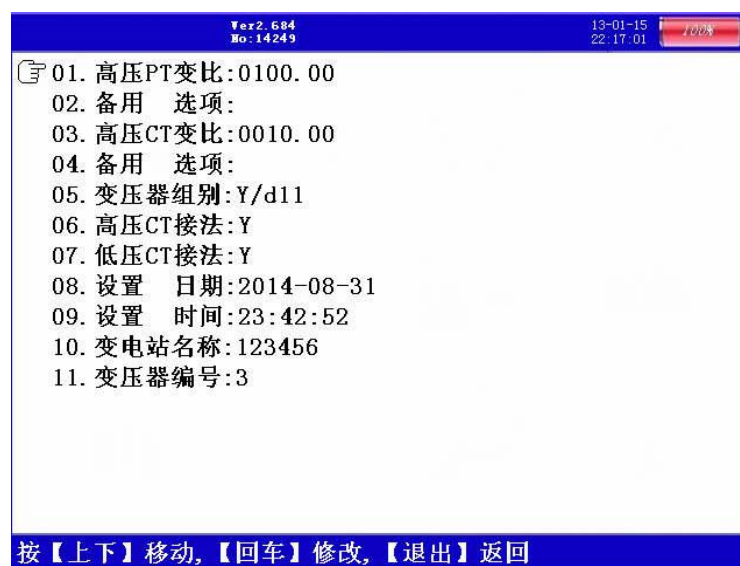 Ver2.684
No:14249
13-01-15
22:17:01
100%
01.高压PT变比:0100.00
02.备用 选项:
03.高压CT变比:0010.00
04.备用 选项:
05.变压器组别:Y/d11
06.高压CT接法:Y
07.低压CT接法:Y
08.设置 日期:2014-08-31
09.设置 时间:23:42:52
10.变电站名称:123456
11.变压器编号:3
按【上下】移动,【回车】修改,【退出】返回